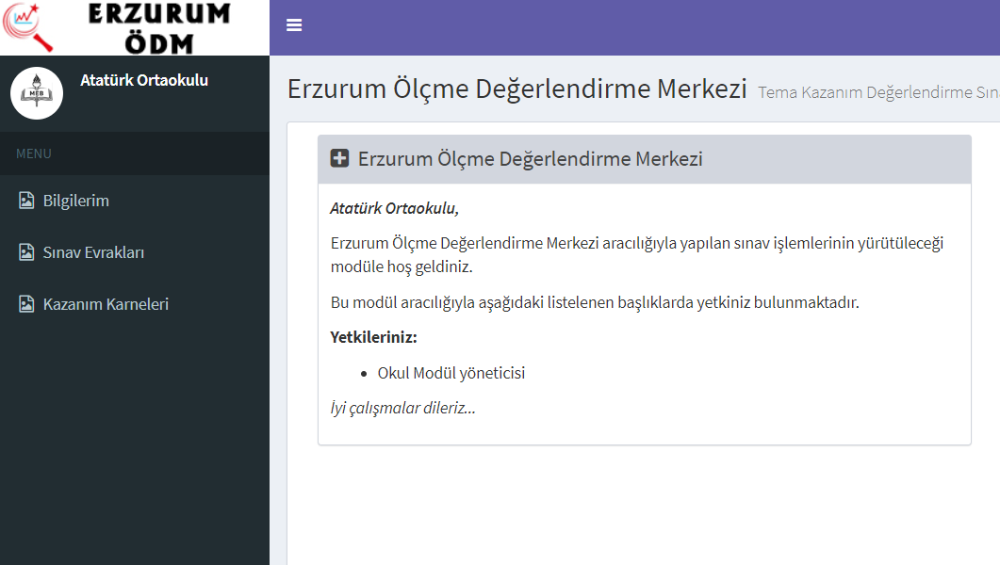 ERZURUM
ÖDM
Atatürk Ortaokulu
MEB
MENU
Bilgilerim
Sınav Evrakları
Kazanım Karneleri
Erzurum Ölçme Değerlendirme Merkezi Tema Kazanım Değerlendirme Sın
Erzurum Ölçme Değerlendirme Merkezi
Atatürk Ortaokulu,
Erzurum Ölçme Değerlendirme Merkezi aracılığıyla yapılan sınav işlemlerinin yürütüleceği
modüle hoş geldiniz.
Bu modül aracılığıyla aşağıdaki listelenen başlıklarda yetkiniz bulunmaktadır.
Yetkileriniz:
• Okul Modül yöneticisi
İyi çalışmalar dileriz...